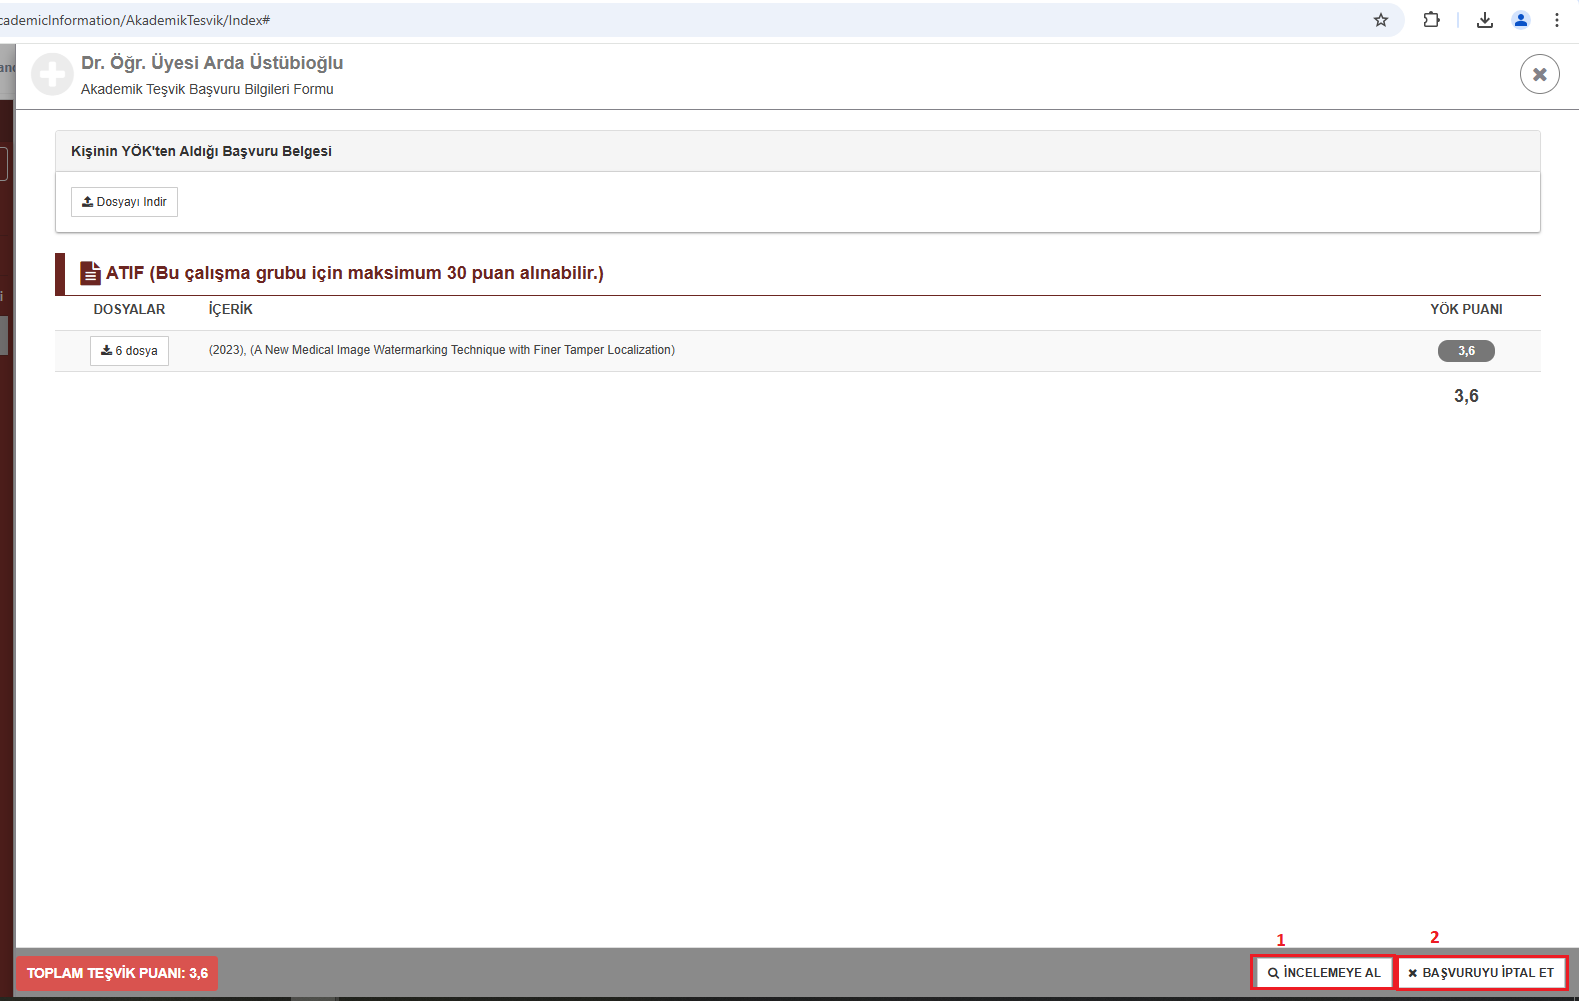 cademicInformation/AkademikTesvik/Index#
Dr. Öğr. Üyesi Arda Üstübioğlu
Akademik Teşvik Başvuru Bilgileri Formu
Kişinin YÖK'ten Aldığı Başvuru Belgesi
Dosyayı Indir
ATIF (Bu çalışma grubu için maksimum 30 puan alınabilir.)
DOSYALAR İÇERİK YÖK PUANI
6 dosya (2023), (A New Medical Image Watermarking Technique with Finer Tamper Localization) 3,6
3,6
1 2
TOPLAM TEŞVİK PUANI: 3,6 İNCELEMEYE AL BAŞVURUYU İPTAL ET